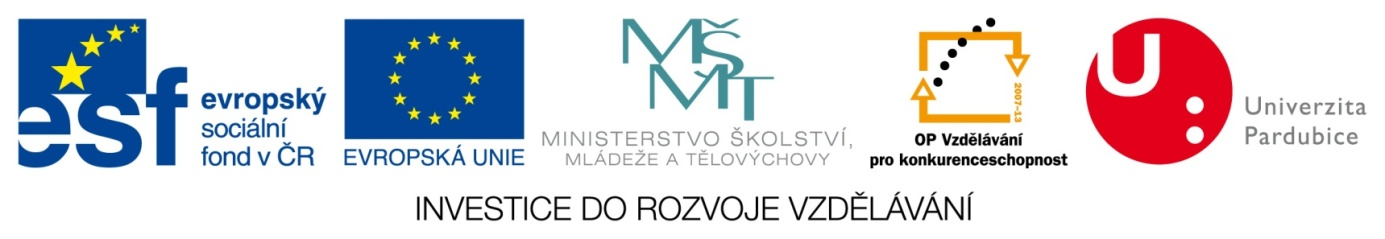 esf
evropský
sociální
fond v ČR
EVROPSKÁ UNIE
MŠ
MT
MINISTERSTVO ŠKOLSTVÍ,
MLÁDEŽE A TĚLOVÝCHOVY
2007-13
OP Vzdělávání
pro konkurenceschopnost
U
Univerzita
Pardubice
INVESTICE DO ROZVOJE VZDĚLÁVÁNÍ